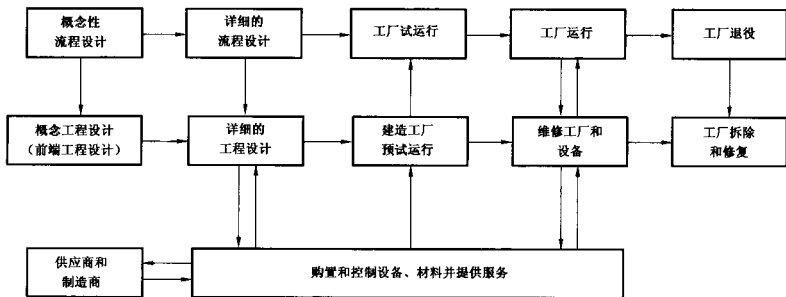 概念性
流程设计
详细的
流程设计
工厂试运行
工厂运行
工厂退役
概念工程设计
（前端工程设计）
详细的
工程设计
建造工厂
预试运行
维修工厂和
设备
工厂拆除
和修复
供应商和
制造商
购置和控制设备、材料并提供服务